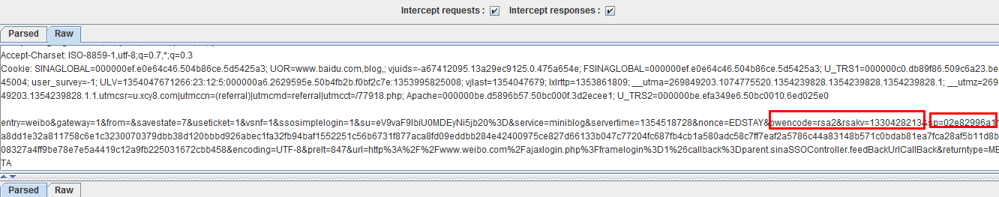 Intercept requests : Intercept responses :
Parsed Raw
Accept-Charset: ISO-8859-1,utf-8;q=0.7,*;q=0.3
Cookie: SINAGLOBAL=000000ef.e0e64c46.504b86ce.5d5425a3; UOR=www.baidu.com,blog,; vjuids=-a67412095.13a29ec9125.0.475a654e; FSINAGLOBAL=000000ef.e0e64c46.504b86ce.5d5425a3; U_TRS1=000000c0.db89f86.509c6a23.be
45004; user_survey=-1; ULV=1354047671266:23:12:5:000000a6.2629595e.50b4fb2b.f0bf2c7e:1353995825008; vjlast=1354047679; lxlrttp=1353861809; __utma=269849203.1074775520.1354239828.1354239828.1354239828.1; __utmz=269
49203.1354239828.1.1.utmcsr=u.xcy8.com|utmccn=(referral)|utmcmd=referral|utmcct=/77918.php; Apache=000000be.d5896b57.50bc000f.3d2ecee1; U_TRS2=000000be.efa349e6.50bc0010.6ed025e0
entry=weibo&gateway=1&from=&savestate=7&useticket=1&vsnf=1&ssosimplelogin=1&su=eV9vaF9IbiU0MDEyNi5jb20%3D&service=miniblog&servertime=1354518728&nonce=EDSTAY&pwencode=rsa2&rsakv=1330428213&sp=02e82996a1
a8dd1e32a811758c6e1c3230070379dbb38d120bbbd926abec1fa32fb94baf1552251c56b6731f877aca8fd09eddbb284e42400975ce827d66133b047c77204fc687fb4cb1a580adc58c7ff7eaf2a5786c44a83148b571c0bdab81ea7fca28af5b11d8b
08327a4ff9be78e7e5a4419c12a9fb225031672cbb458&encoding=UTF-8&prelt=847&url=http%3A%2F%2Fwww.weibo.com%2Fajaxlogin.php%3Fframelogin%3D1%26callback%3Dparent.sinaSSOController.feedBackUrlCallBack&returntype=ME
TA
Parsed Raw